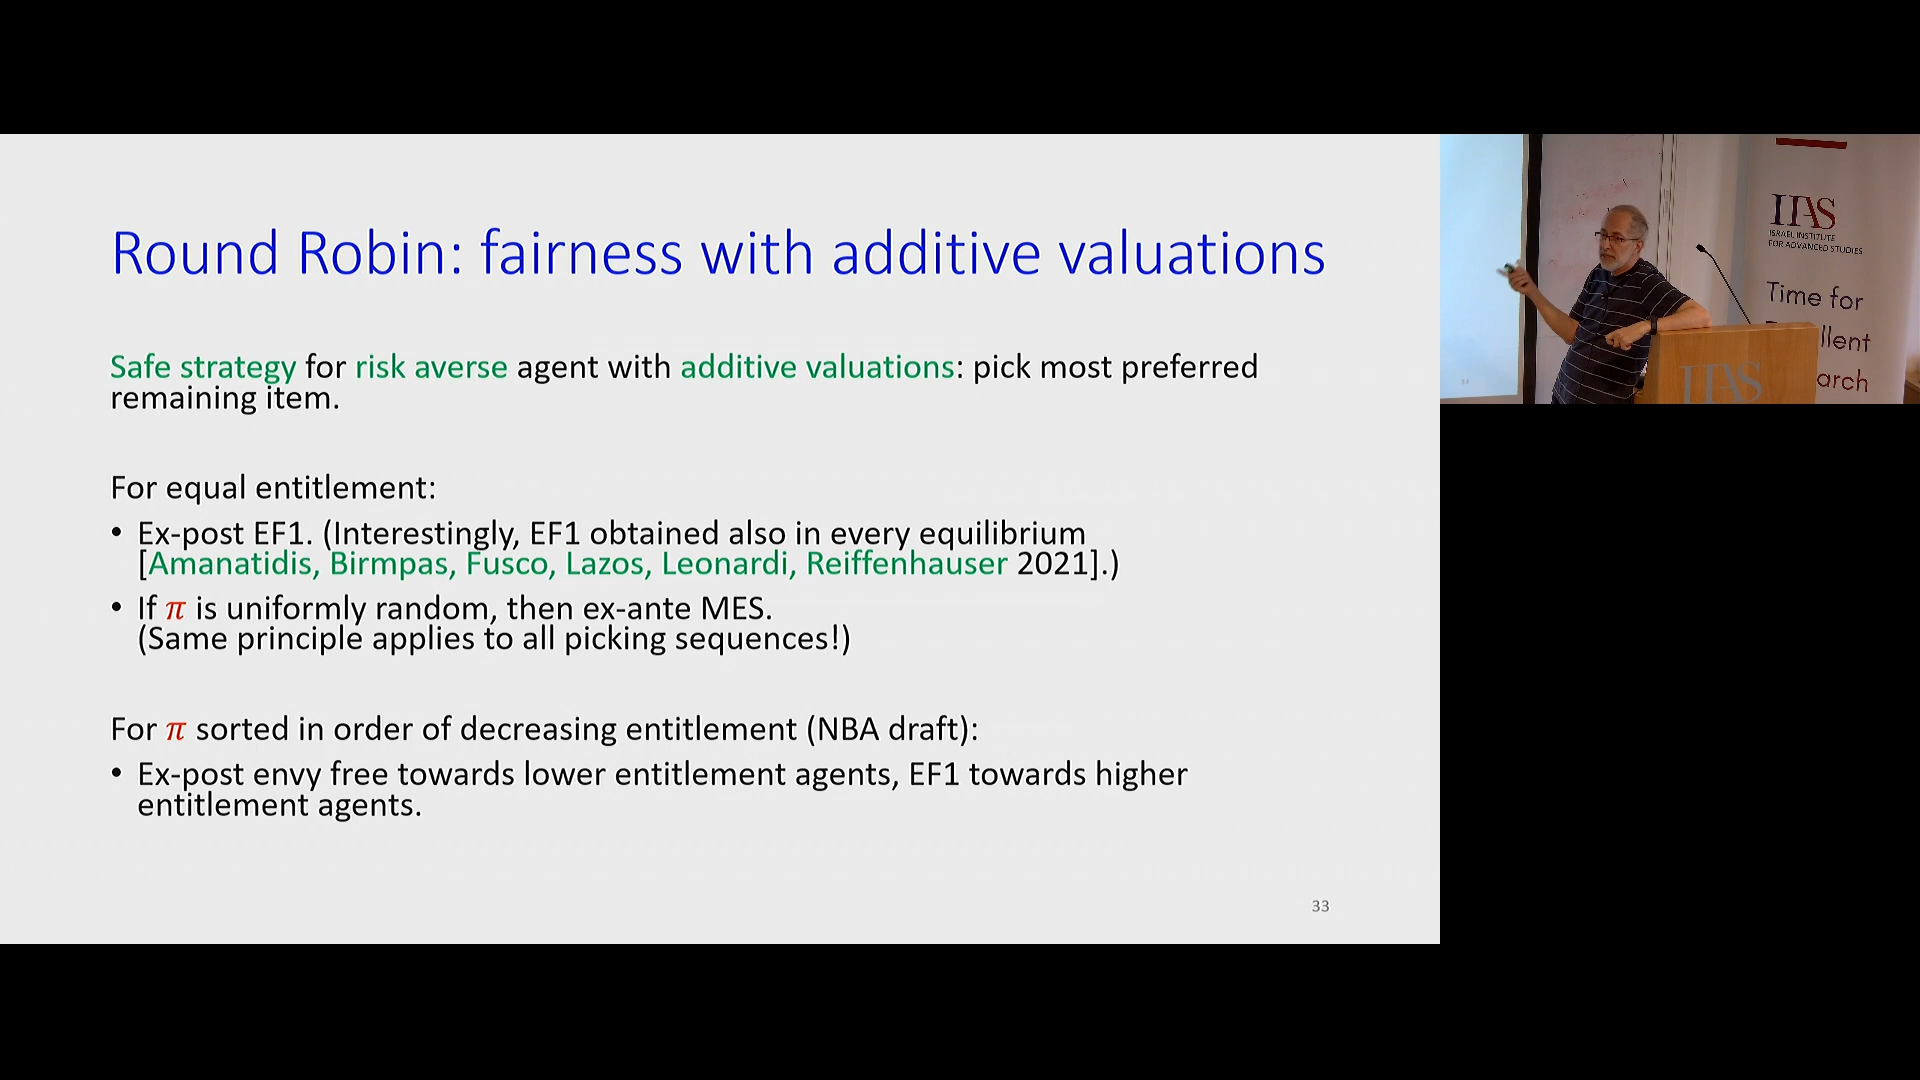 Round Robin: fairness with additive valuations
Safe strategy for risk averse agent with additive valuations: pick most preferred
remaining item.
For equal entitlement:
• Ex-post EF1. (Interestingly, EF1 obtained also in every equilibrium
[Amanatidis, Birmpas, Fusco, Lazos, Leonardi, Reiffenhauser 2021].)
• If π is uniformly random, then ex-ante MES.
(Same principle applies to all picking sequences!)
For π sorted in order of decreasing entitlement (NBA draft):
• Ex-post envy free towards lower entitlement agents, EF1 towards higher
entitlement agents.
33
IIAS
ISRAEL INSTITUTE
FOR ADVANCED STUDIES
Time for
llent
arch
IIAS